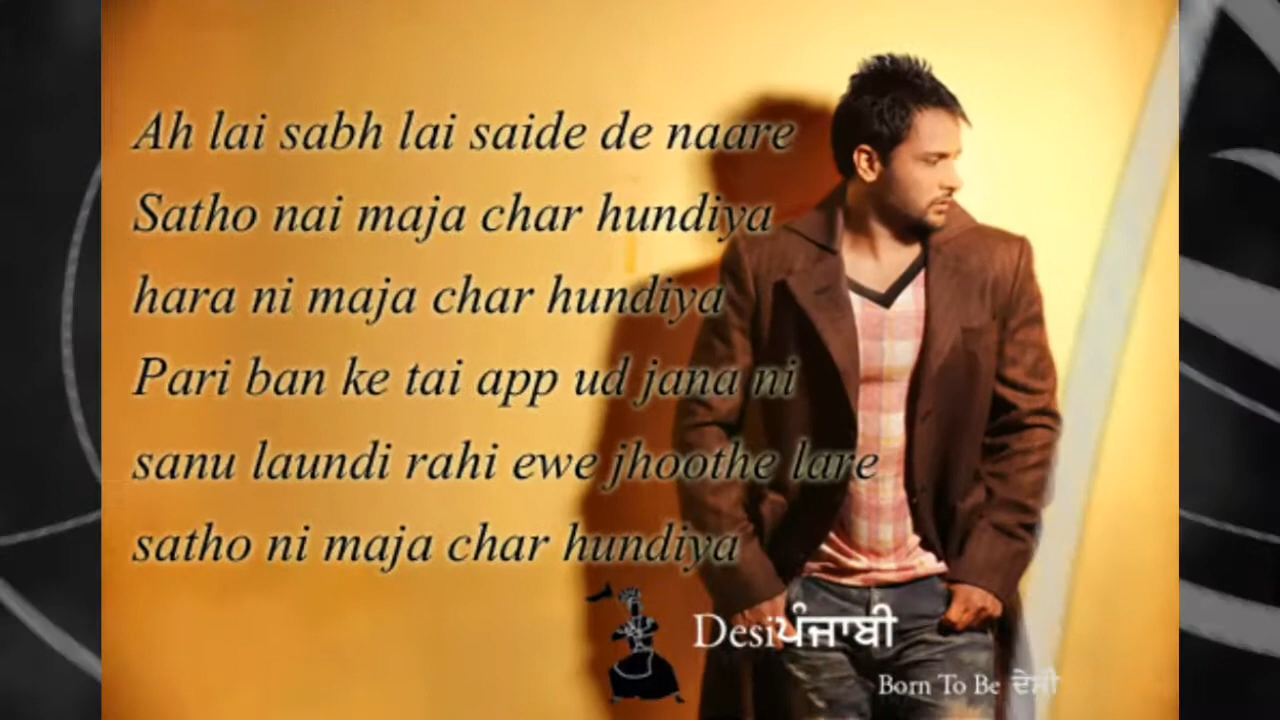 Ah lai sabh lai saide de naare
Satho nai maja char hundiya
hara ni maja char hundiya
Pari ban ke tai app ud jana ni
sanu laundi rahi ewe jhoothe lare
satho ni maja char hundiya
Desiਪੰਜਾਬੀ
Born To Be ਦੇਸੀ